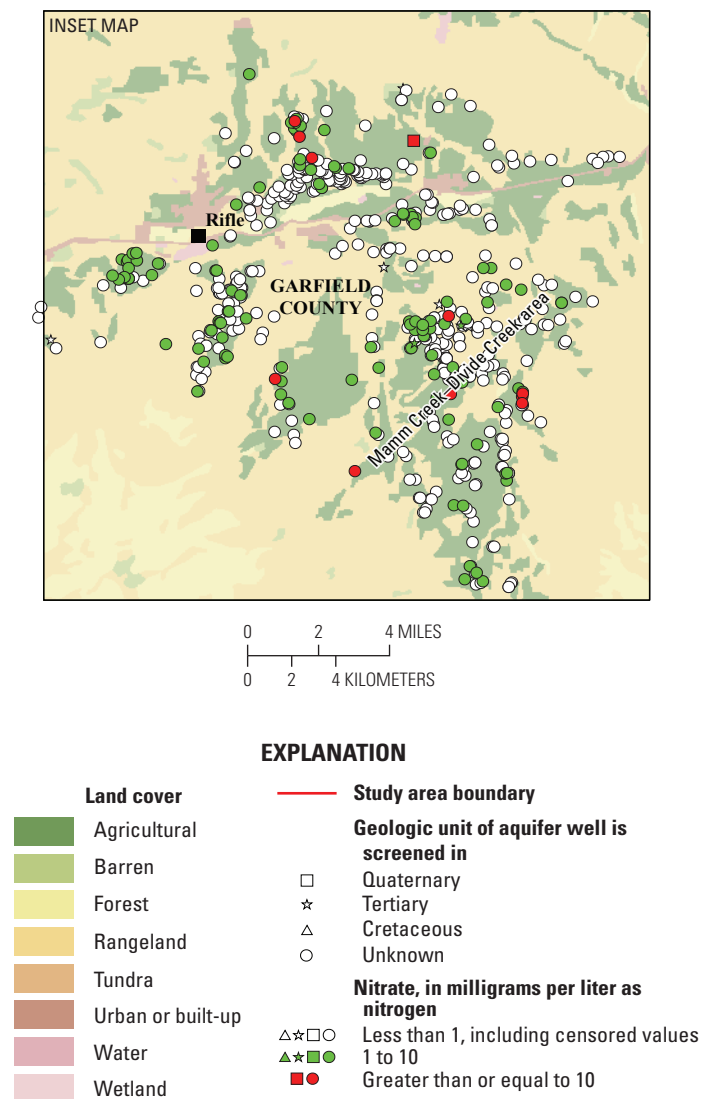 INSET MAP
Rifle
GARFIELD
COUNTY
Mamm Creek- Divide Creek area
0 2 4 MILES
0 2 4 KILOMETERS
EXPLANATION
Land cover
Agricultural
Barren
Forest
Rangeland
Tundra
Urban or built-up
Water
Wetland
Study area boundary
Geologic unit of aquifer well is
screened in
Quaternary
Tertiary
Cretaceous
Unknown
Nitrate, in milligrams per liter as
nitrogen
Less than 1, including censored values
1 to 10
Greater than or equal to 10